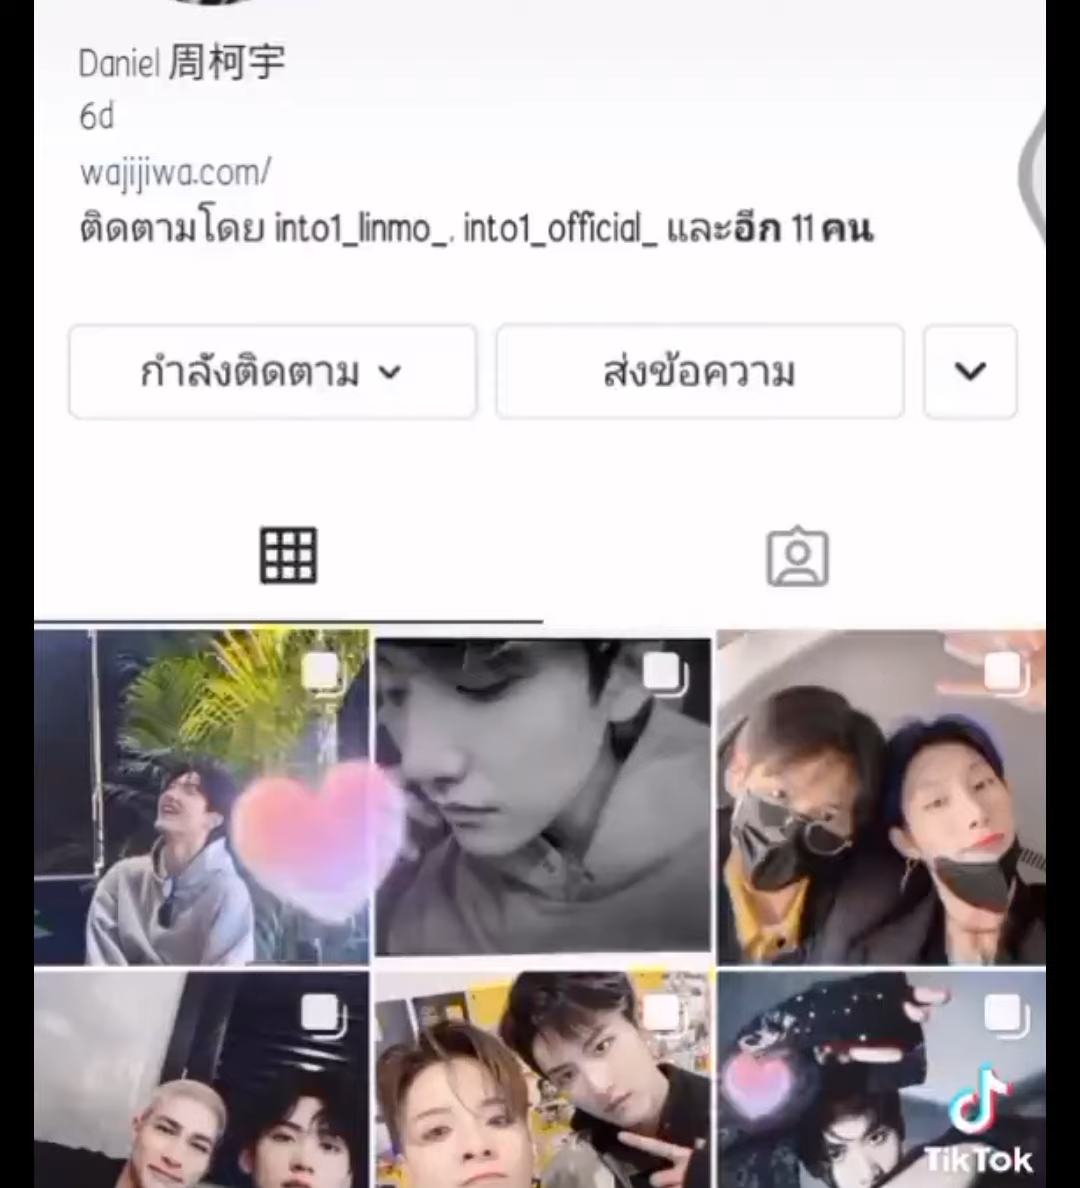 Daniel 周柯宇
6d
wajijiwa.com/
ติดตามโดย into1_linmo_, into1_official_ และอีก 11 คน
กำลังติดตาม
ส่งข้อความ
TikTok